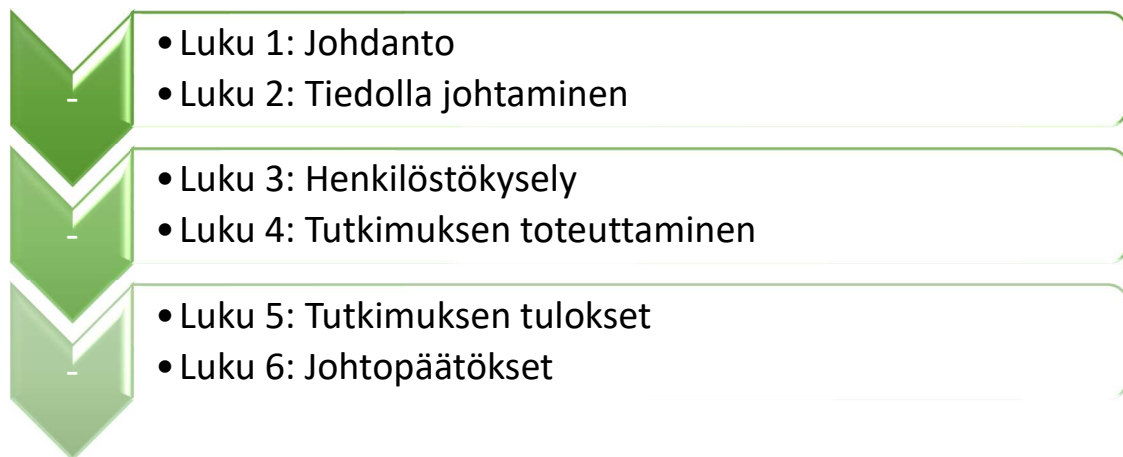 -
• Luku 1: Johdanto
• Luku 2: Tiedolla johtaminen
-
• Luku 3: Henkilöstökysely
• Luku 4: Tutkimuksen toteuttaminen
-
• Luku 5: Tutkimuksen tulokset
• Luku 6: Johtopäätökset